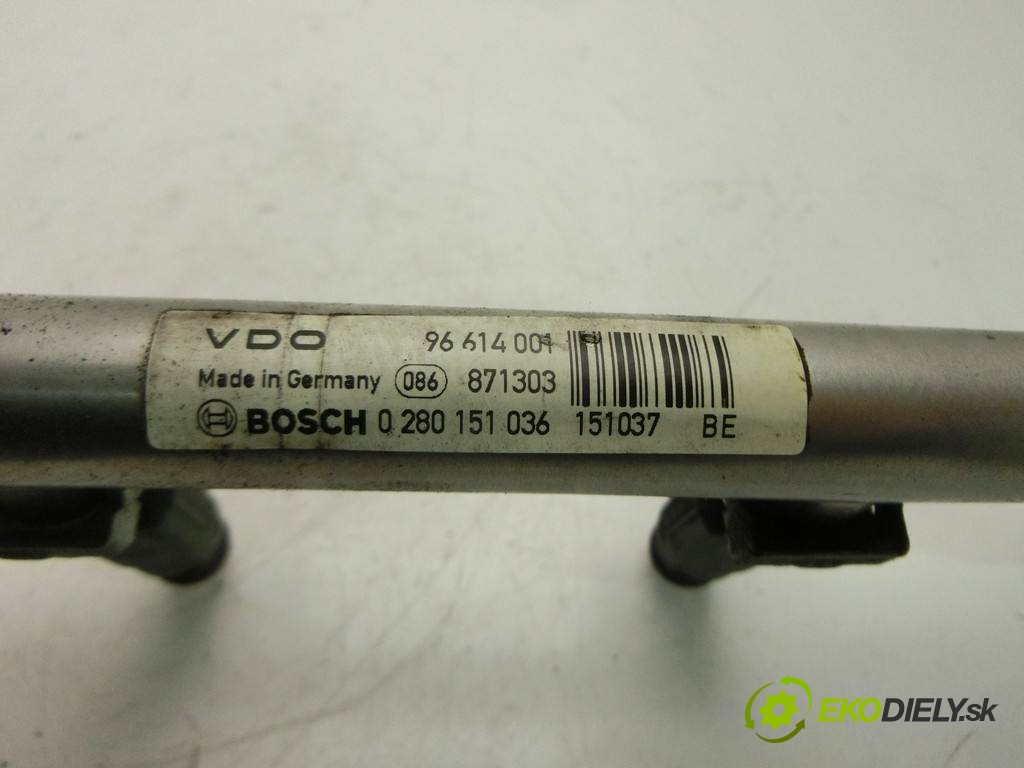 VDO 96 614 001
Made in Germany 086 871303
BOSCH 0 280 151 036 151037 BE
EKODIELY.sk